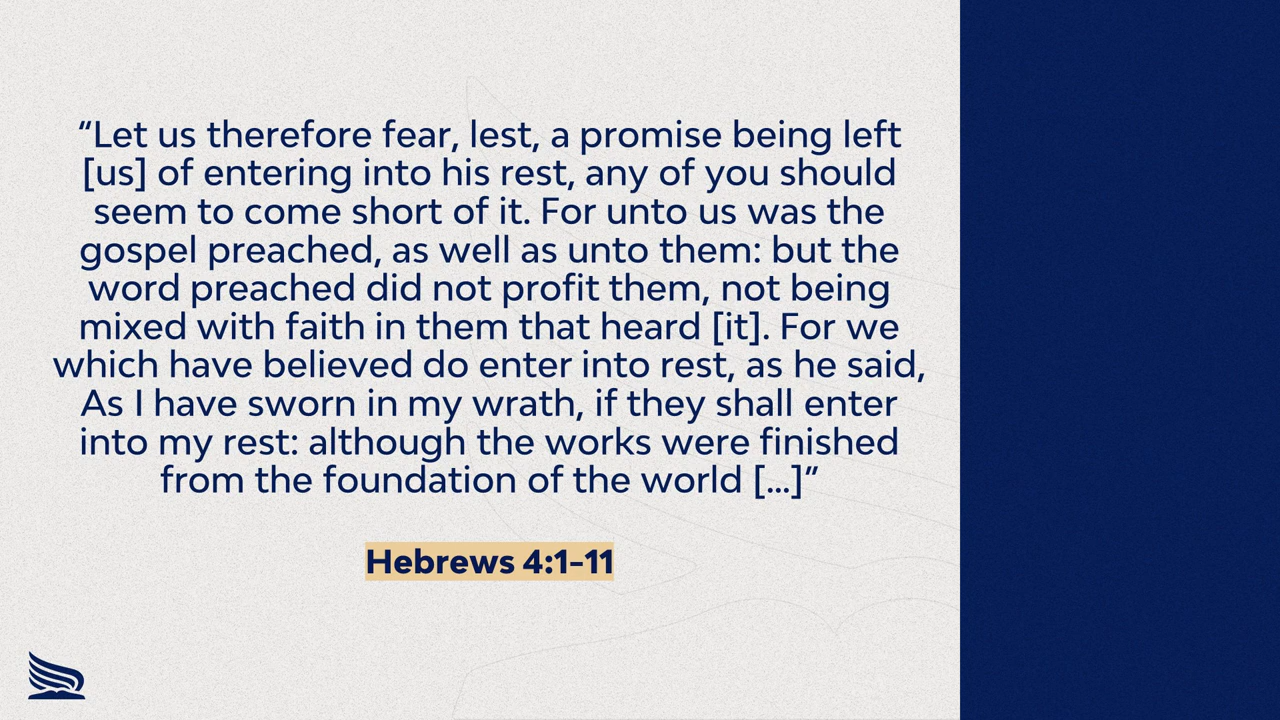 “Let us therefore fear, lest, a promise being left
[us] of entering into his rest, any of you should
seem to come short of it. For unto us was the
gospel preached, as well as unto them: but the
word preached did not profit them, not being
mixed with faith in them that heard [it]. For we
which have believed do enter into rest, as he said,
As I have sworn in my wrath, if they shall enter
into my rest: although the works were finished
from the foundation of the world [...]”
Hebrews 4:1–11